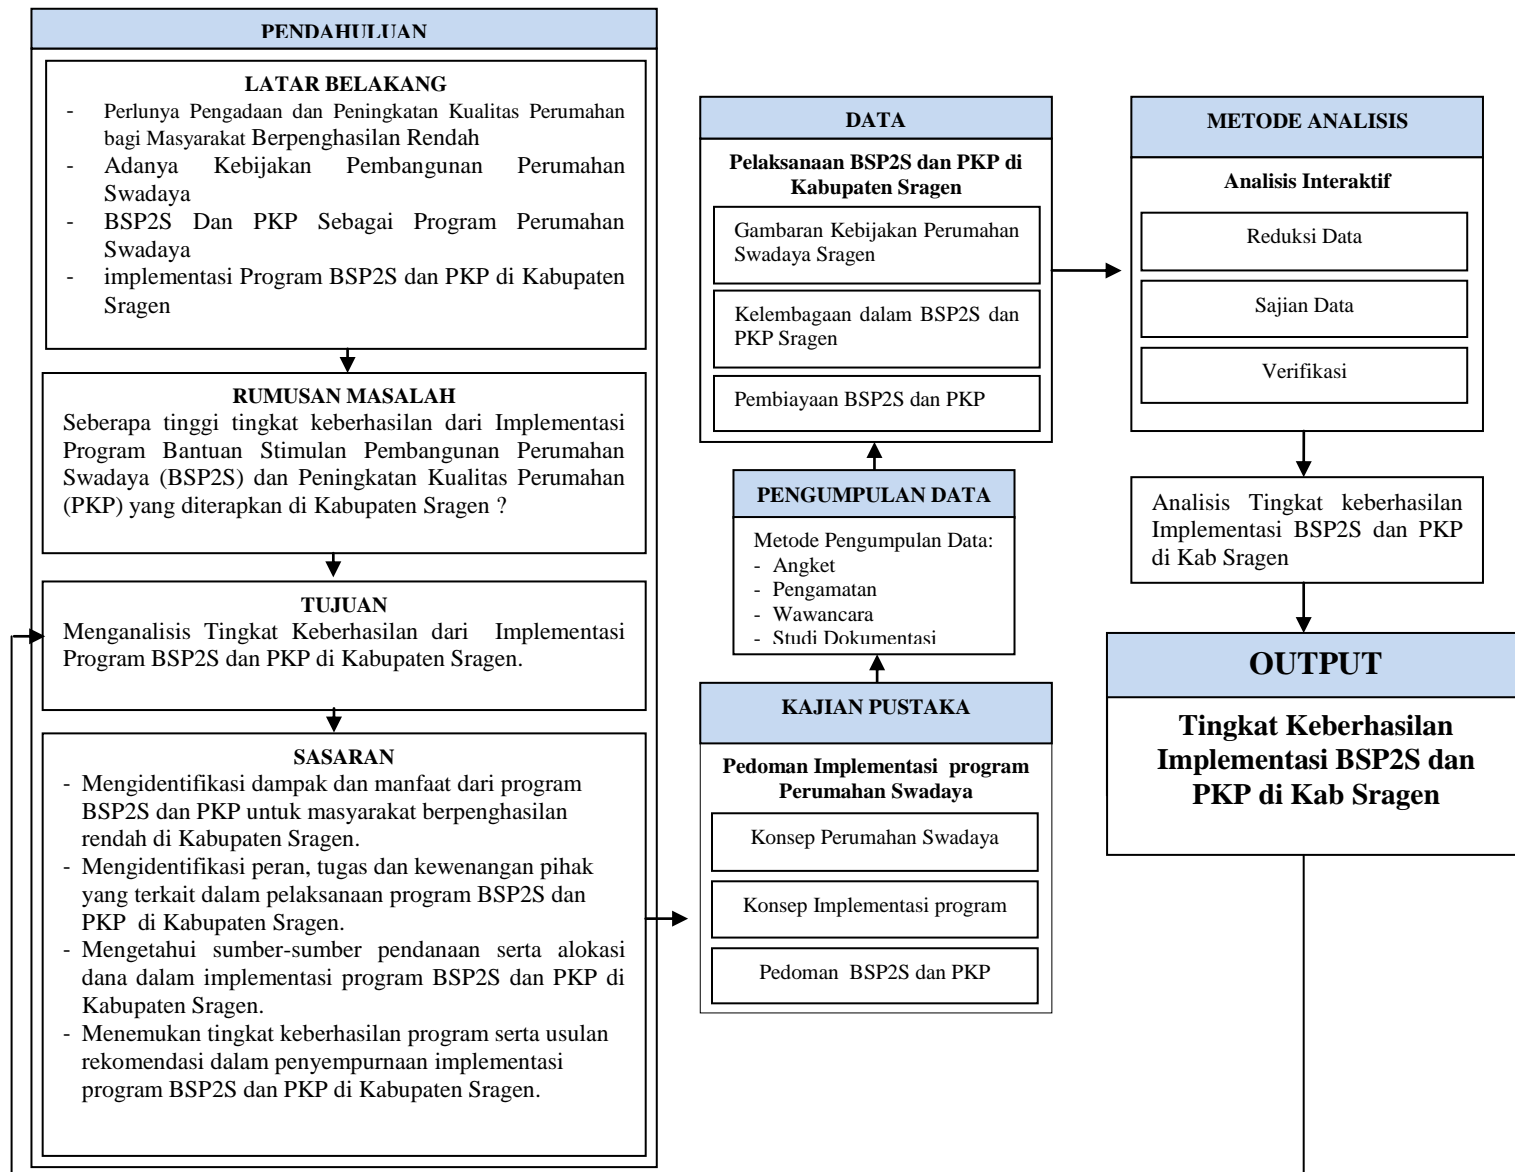 PENDAHULUAN
LATAR BELAKANG
- Perlunya Pengadaan dan Peningkatan Kualitas Perumahan
bagi Masyarakat Berpenghasilan Rendah
- Adanya Kebijakan Pembangunan Perumahan
Swadaya
- BSP2S Dan PKP Sebagai Program Perumahan
Swadaya
- implementasi Program BSP2S dan PKP di Kabupaten
Sragen
RUMUSAN MASALAH
Seberapa tinggi tingkat keberhasilan dari Implementasi
Program Bantuan Stimulan Pembangunan Perumahan
Swadaya (BSP2S) dan Peningkatan Kualitas Perumahan
(PKP) yang diterapkan di Kabupaten Sragen ?
TUJUAN
Menganalisis Tingkat Keberhasilan dari Implementasi
Program BSP2S dan PKP di Kabupaten Sragen.
SASARAN
- Mengidentifikasi dampak dan manfaat dari program
BSP2S dan PKP untuk masyarakat berpenghasilan
rendah di Kabupaten Sragen.
- Mengidentifikasi peran, tugas dan kewenangan pihak
yang terkait dalam pelaksanaan program BSP2S dan
PKP di Kabupaten Sragen.
- Mengetahui sumber-sumber pendanaan serta alokasi
dana dalam implementasi program BSP2S dan PKP di
Kabupaten Sragen.
- Menemukan tingkat keberhasilan program serta usulan
rekomendasi dalam penyempurnaan implementasi
program BSP2S dan PKP di Kabupaten Sragen.
KAJIAN PUSTAKA
Pedoman Implementasi program
Perumahan Swadaya
Konsep Perumahan Swadaya
Konsep Implementasi program
Pedoman BSP2S dan PKP
PENGUMPULAN DATA
Metode Pengumpulan Data:
- Angket
- Pengamatan
- Wawancara
- Studi Dokumentasi
DATA
Pelaksanaan BSP2S dan PKP di
Kabupaten Sragen
Gambaran Kebijakan Perumahan
Swadaya Sragen
Kelembagaan dalam BSP2S dan
PKP Sragen
Pembiayaan BSP2S dan PKP
METODE ANALISIS
Analisis Interaktif
Reduksi Data
Sajian Data
Verifikasi
Analisis Tingkat keberhasilan
Implementasi BSP2S dan PKP
di Kab Sragen
OUTPUT
Tingkat Keberhasilan
Implementasi BSP2S dan
PKP di Kab Sragen